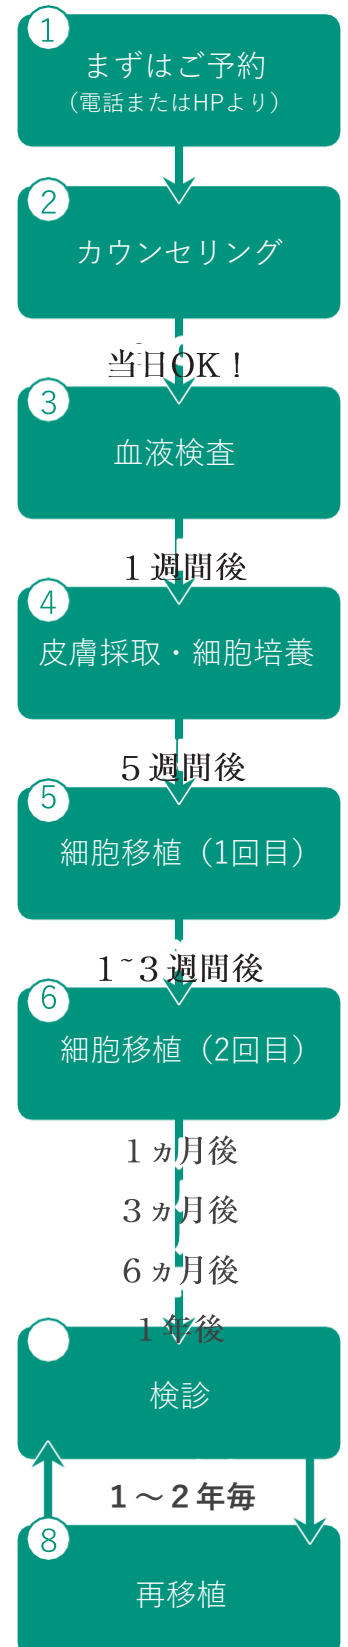 1
まずはご予約
（電話またはHPより）
2
カウンセリング
当日OK！
3
血液検査
1 週間後
4
皮膚採取・細胞培養
5 週間後
5
細胞移植（1回目）
1~3 週間後
6
細胞移植（2回目）
1 ヵ月後
3 ヵ月後
6 ヵ月後
1 年後
検診
1 ～ 2 年毎
8
再移植